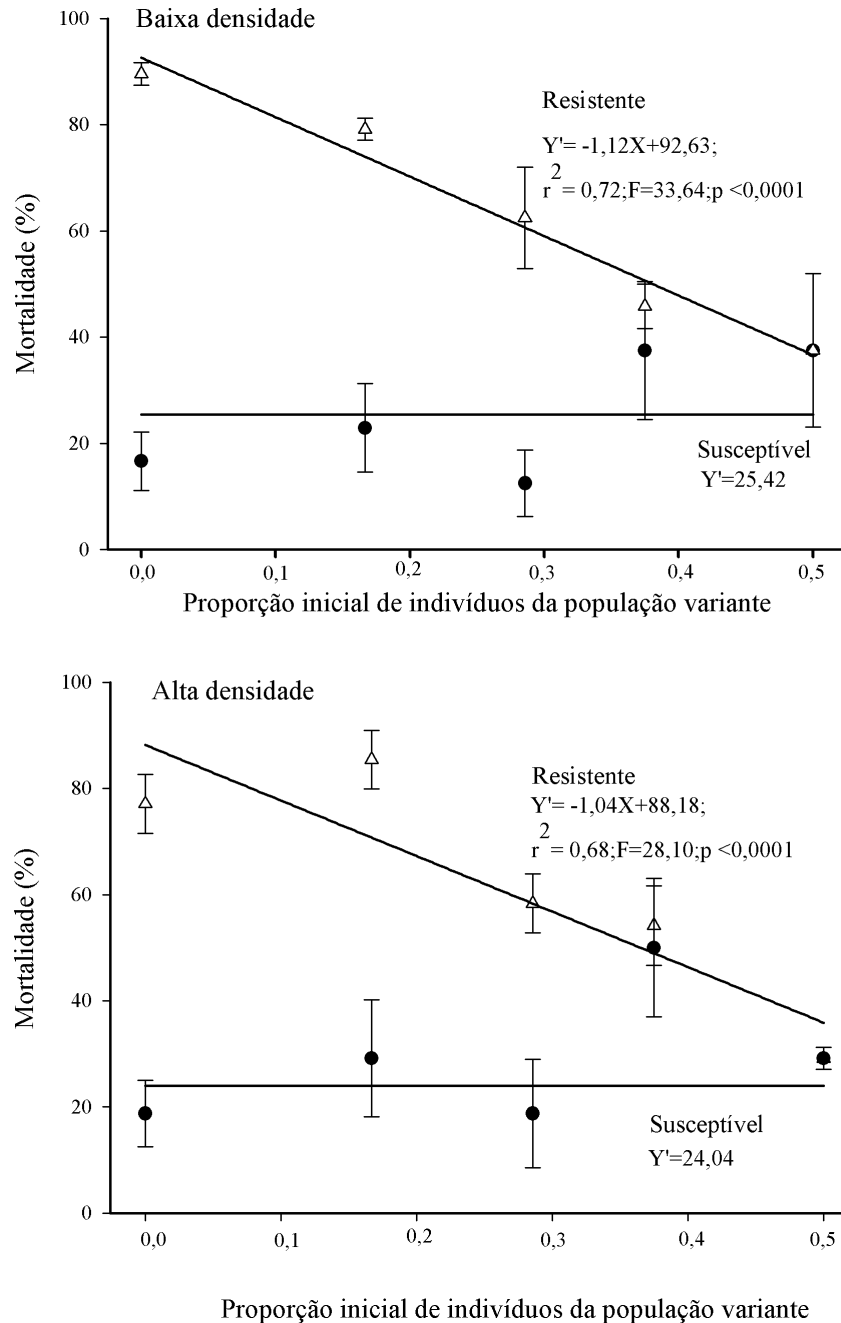 Baixa densidade
100
80
60
40
20
0
Mortalidade (%)
Resistente
Y'= -1,12X+92,63;
r2 = 0,72;F=33,64;p <0,0001
Susceptível
Y'=25,42
0,0 0,1 0,2 0,3 0,4 0,5
Proporção inicial de indivíduos da população variante
Alta densidade
100
80
60
40
20
0
Mortalidade (%)
Resistente
Y'= -1,04X+88,18;
r2 = 0,68;F=28,10;p <0,0001
Susceptível
Y'=24,04
0,0 0,1 0,2 0,3 0,4 0,5
Proporção inicial de indivíduos da população variante